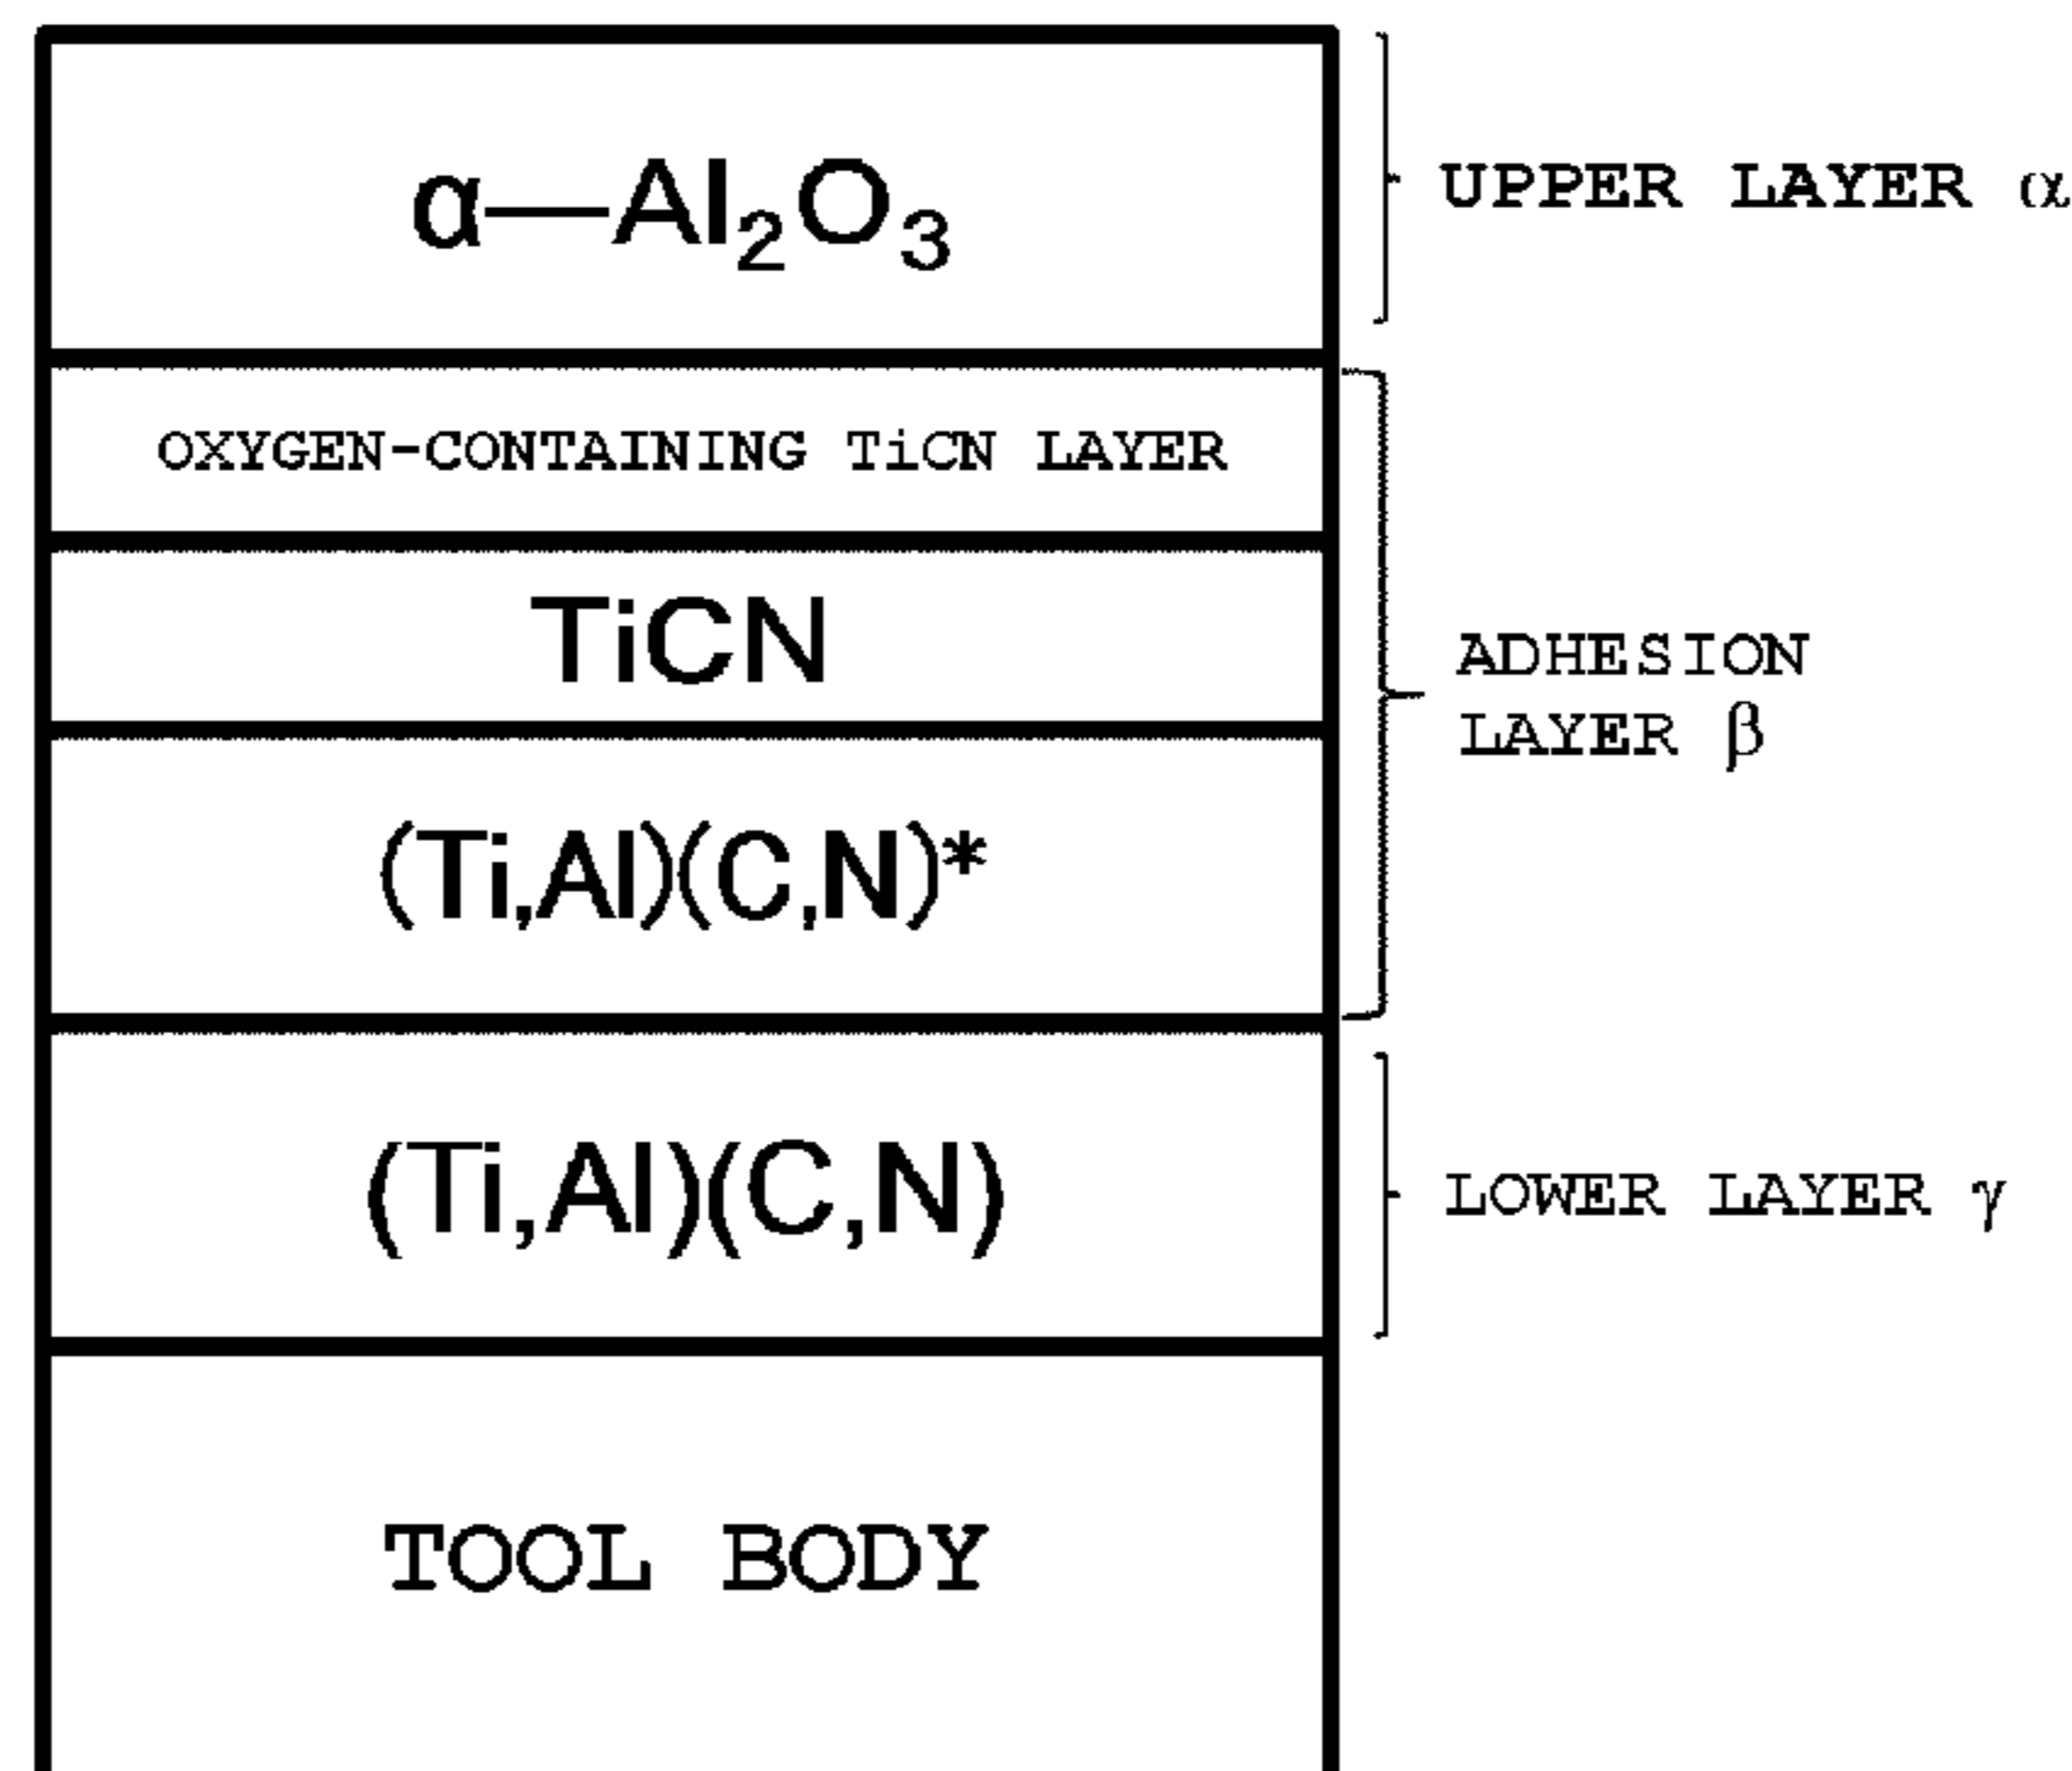 α—Al₂O₃
UPPER LAYER α
OXYGEN-CONTAINING TiCN LAYER
TiCN
ADHESION
LAYER β
(Ti,Al)(C,N)*
(Ti,Al)(C,N)
LOWER LAYER γ
TOOL BODY